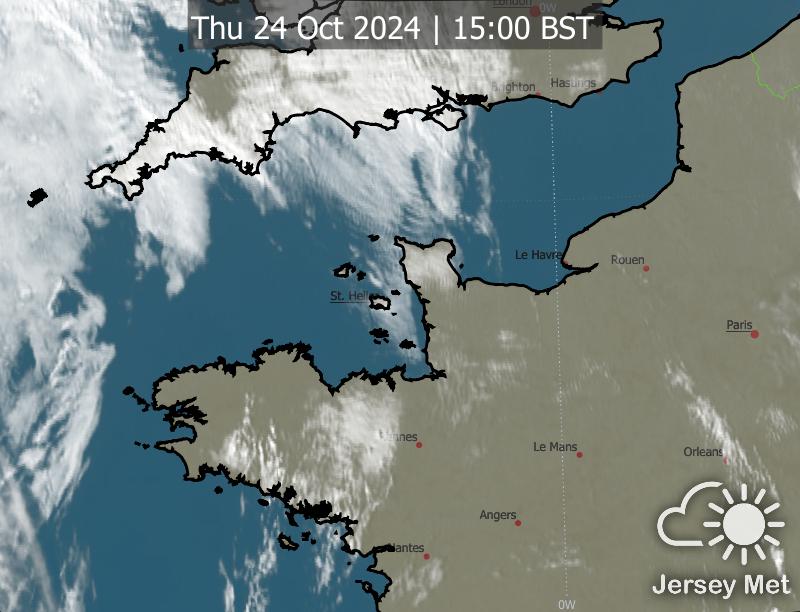 London
0W
Thu 24 Oct 2024 | 15:00 BST
Brighton
Hastings
Le Havre
Rouen
St. Helier
Paris
Rennes
Le Mans
Orleans
Angers
Nantes
Jersey Met
0W